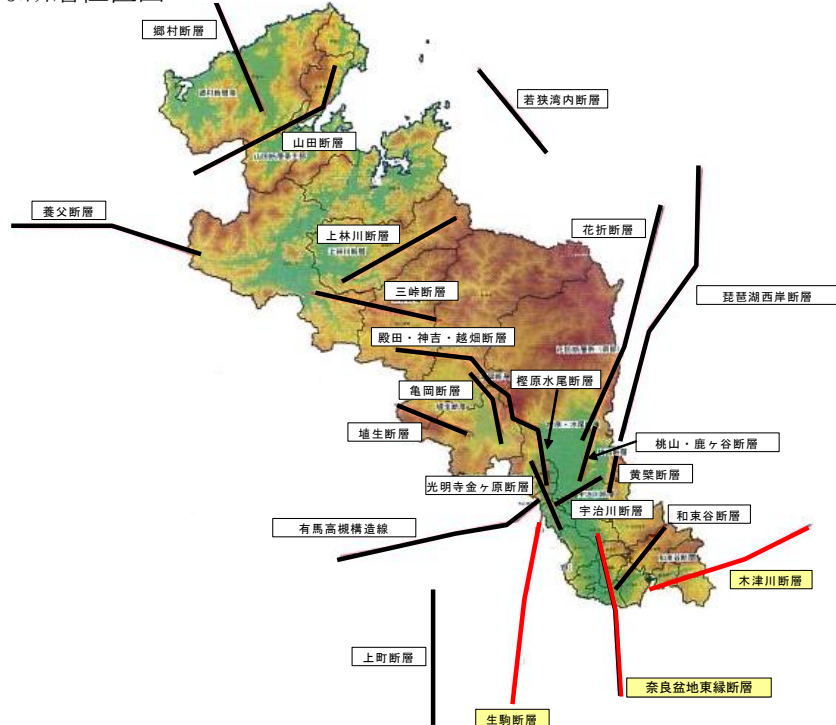 郷村断層
若狭湾内断層
山田断層
養父断層
上林川断層
花折断層
三峠断層
琵琶湖西岸断層
殿田・神吉・越畑断層
樫原水尾断層
亀岡断層
埴生断層
桃山・鹿ヶ谷断層
光明寺金ヶ原断層
黄檗断層
宇治川断層
和束谷断層
有馬高槻構造線
木津川断層
上町断層
奈良盆地東縁断層
生駒断層